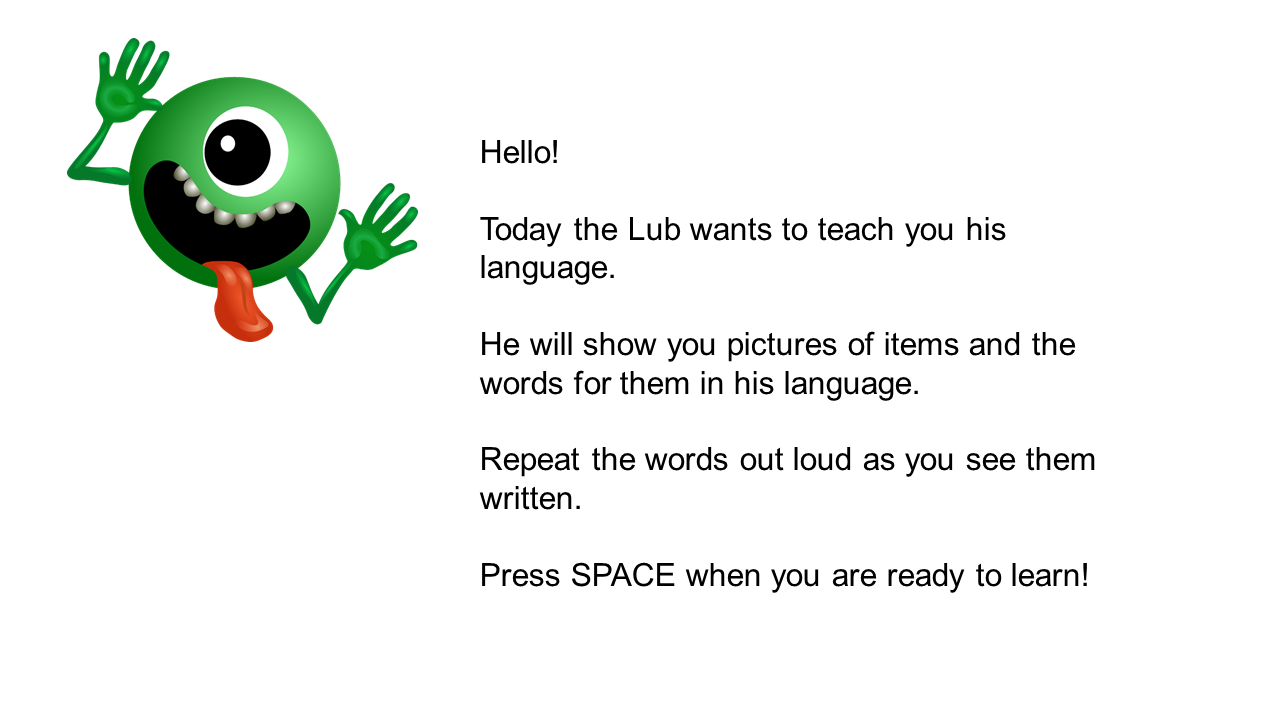 Hello!
Today the Lub wants to teach you his
language.
He will show you pictures of items and the
words for them in his language.
Repeat the words out loud as you see them
written.
Press SPACE when you are ready to learn!